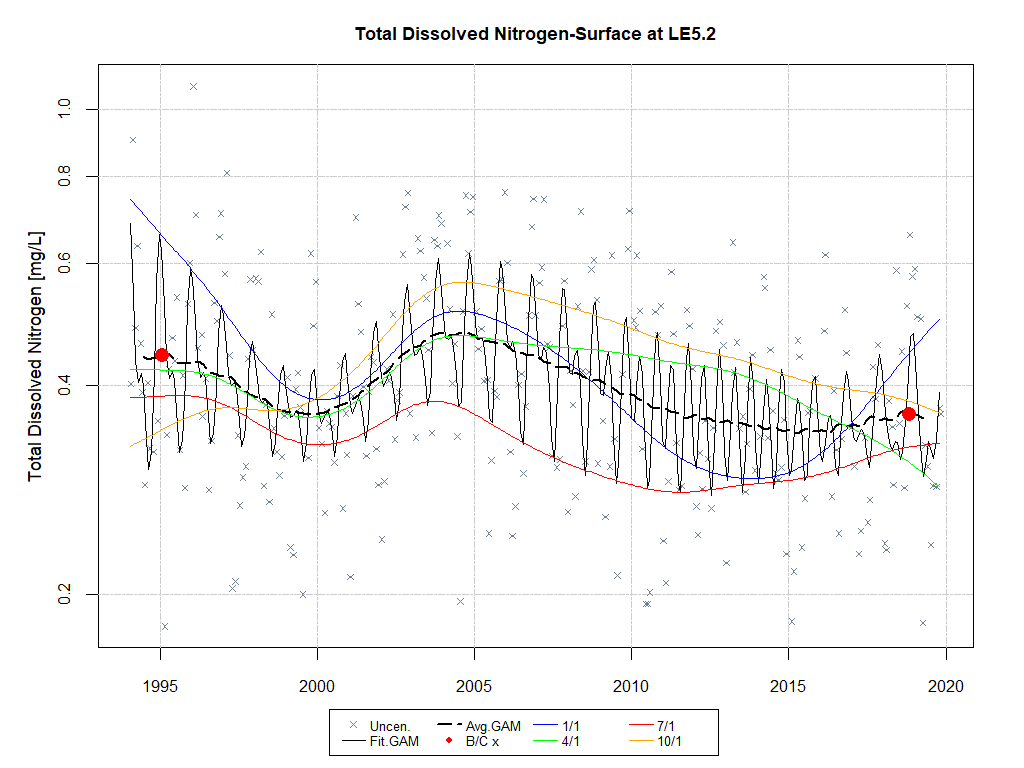 Total Dissolved Nitrogen-Surface at LE5.2
Total Dissolved Nitrogen [mg/L]
1.0
0.8
0.6
0.4
0.2
1995 2000 2005 2010 2015 2020
Uncen. Avg.GAM 1/1 7/1
Fit.GAM B/C x 4/1 10/1